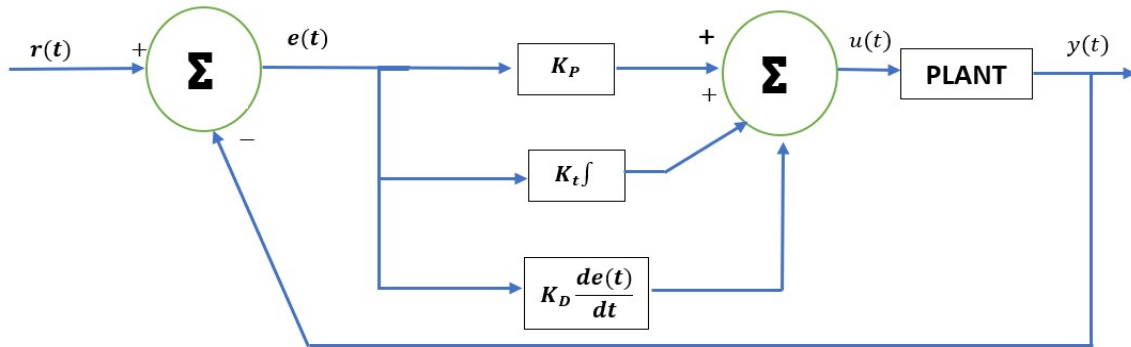 r(t)
+
Σ
−
e(t)
K_P
K_t ∫
K_D de(t)/dt
+
+
Σ
u(t)
PLANT
y(t)